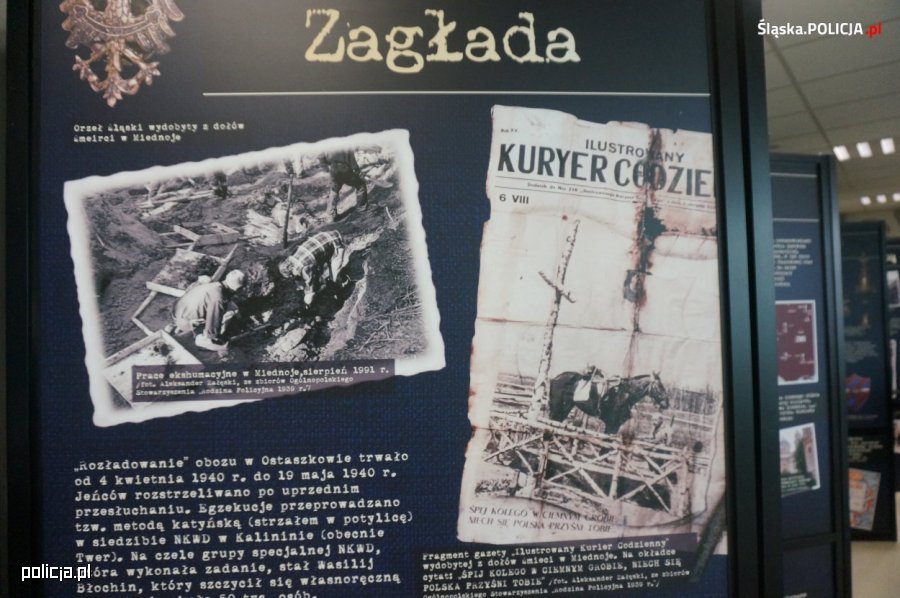 Śląska.POLICJA.pl
Zagłada
Orzeł śląski wydobyty z dołów
śmierci w Miednoje
Prace ekshumacyjne w Miednoje,sierpień 1991 r.
/fot. Aleksander Załęski, ze zbiorów Ogólnopolskiego
Stowarzyszenia „Rodzina Policyjna 1939 r."/
ILUSTROWANY
KURYER CODZIE
6 VIII
ŚPIJ KOLEGO W CIEMNYM GROBIE,
NIECH SIĘ POLSKA PRZYŚNI TOBIE
Fragment gazety „Ilustrowany Kurier Codzienny"
wydobytej z dołów śmieci w Miednoje. Na okładce
cytat: „ŚPIJ KOLEGO W CIEMNYM GROBIE, NIECH SIĘ
POLSKA PRZYŚNI TOBIE" /fot. Aleksander Załęski, ze zbiorów
Ogólnopolskiego Stowarzyszenia „Rodzina Policyjna 1939 r."/
„Rozładowanie" obozu w Ostaszkowie trwało
od 4 kwietnia 1940 r. do 19 maja 1940 r.
Jeńców rozstrzeliwano po uprzednim
przesłuchaniu. Egzekucje przeprowadzano
tzw. metodą katyńską (strzałem w potylicę)
w siedzibie NKWD w Kalininie (obecnie
Twer). Na czele grupy specjalnej NKWD,
która wykonała zadanie, stał Wasilij
Błochin, który szczycił się własnoręczną
50 tys. osób.
policja.pl